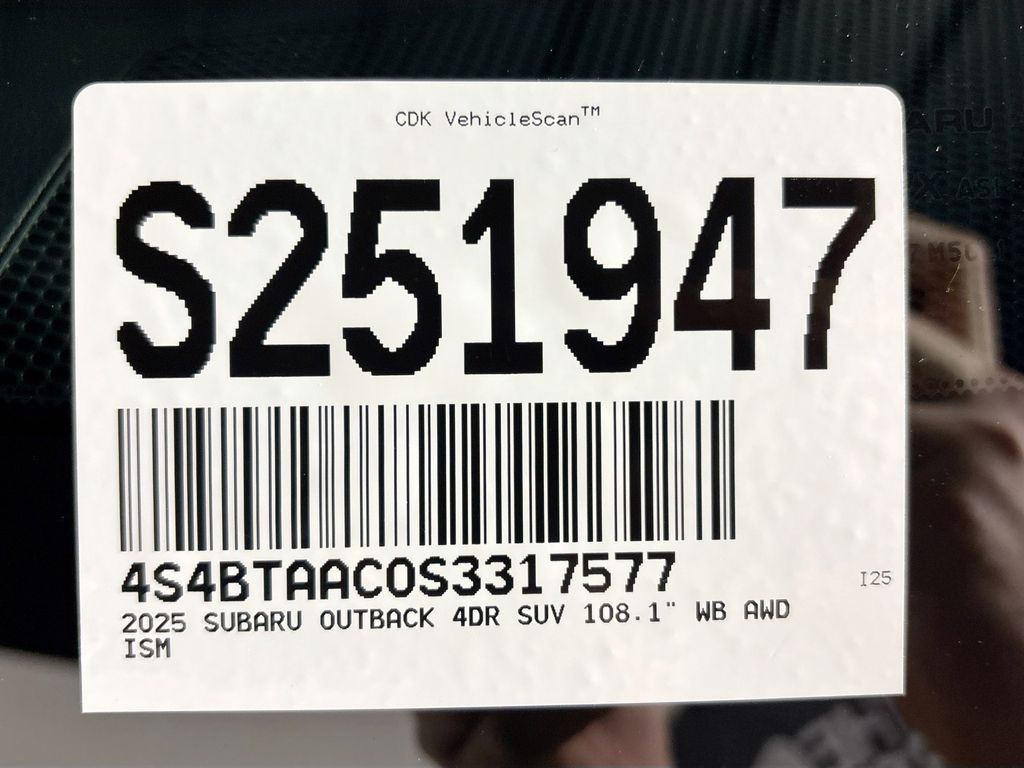 CDK VehicleScan™
S251947
4S4BTAAC0S3317577
I25
2025 SUBARU OUTBACK 4DR SUV 108.1" WB AWD
ISM